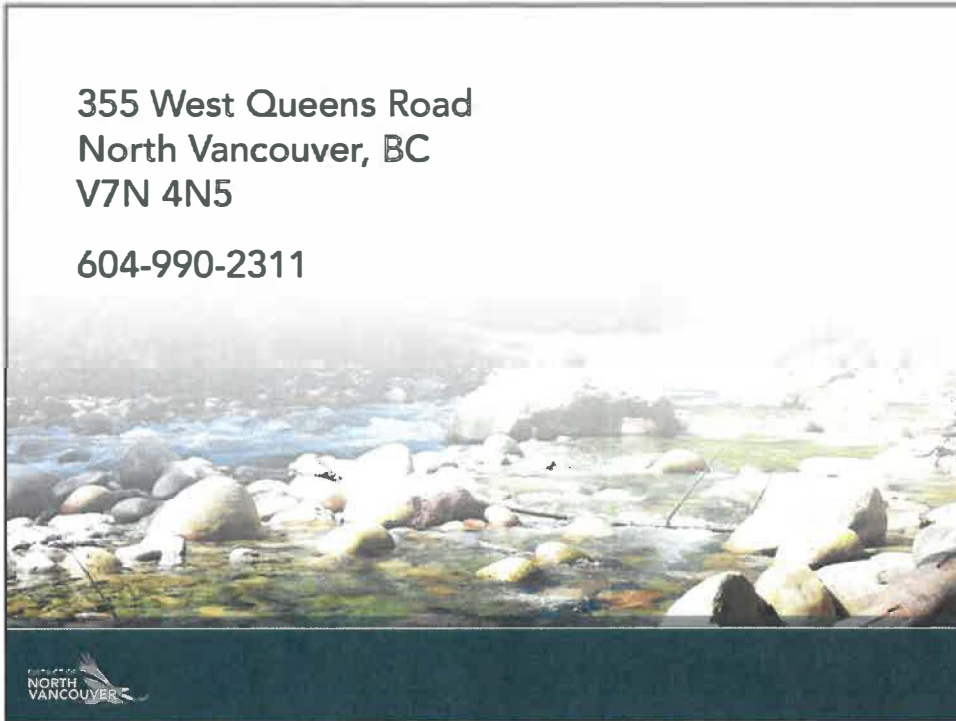 355 West Queens Road
North Vancouver, BC
V7N 4N5
604-990-2311
NORTH
VANCOUVER